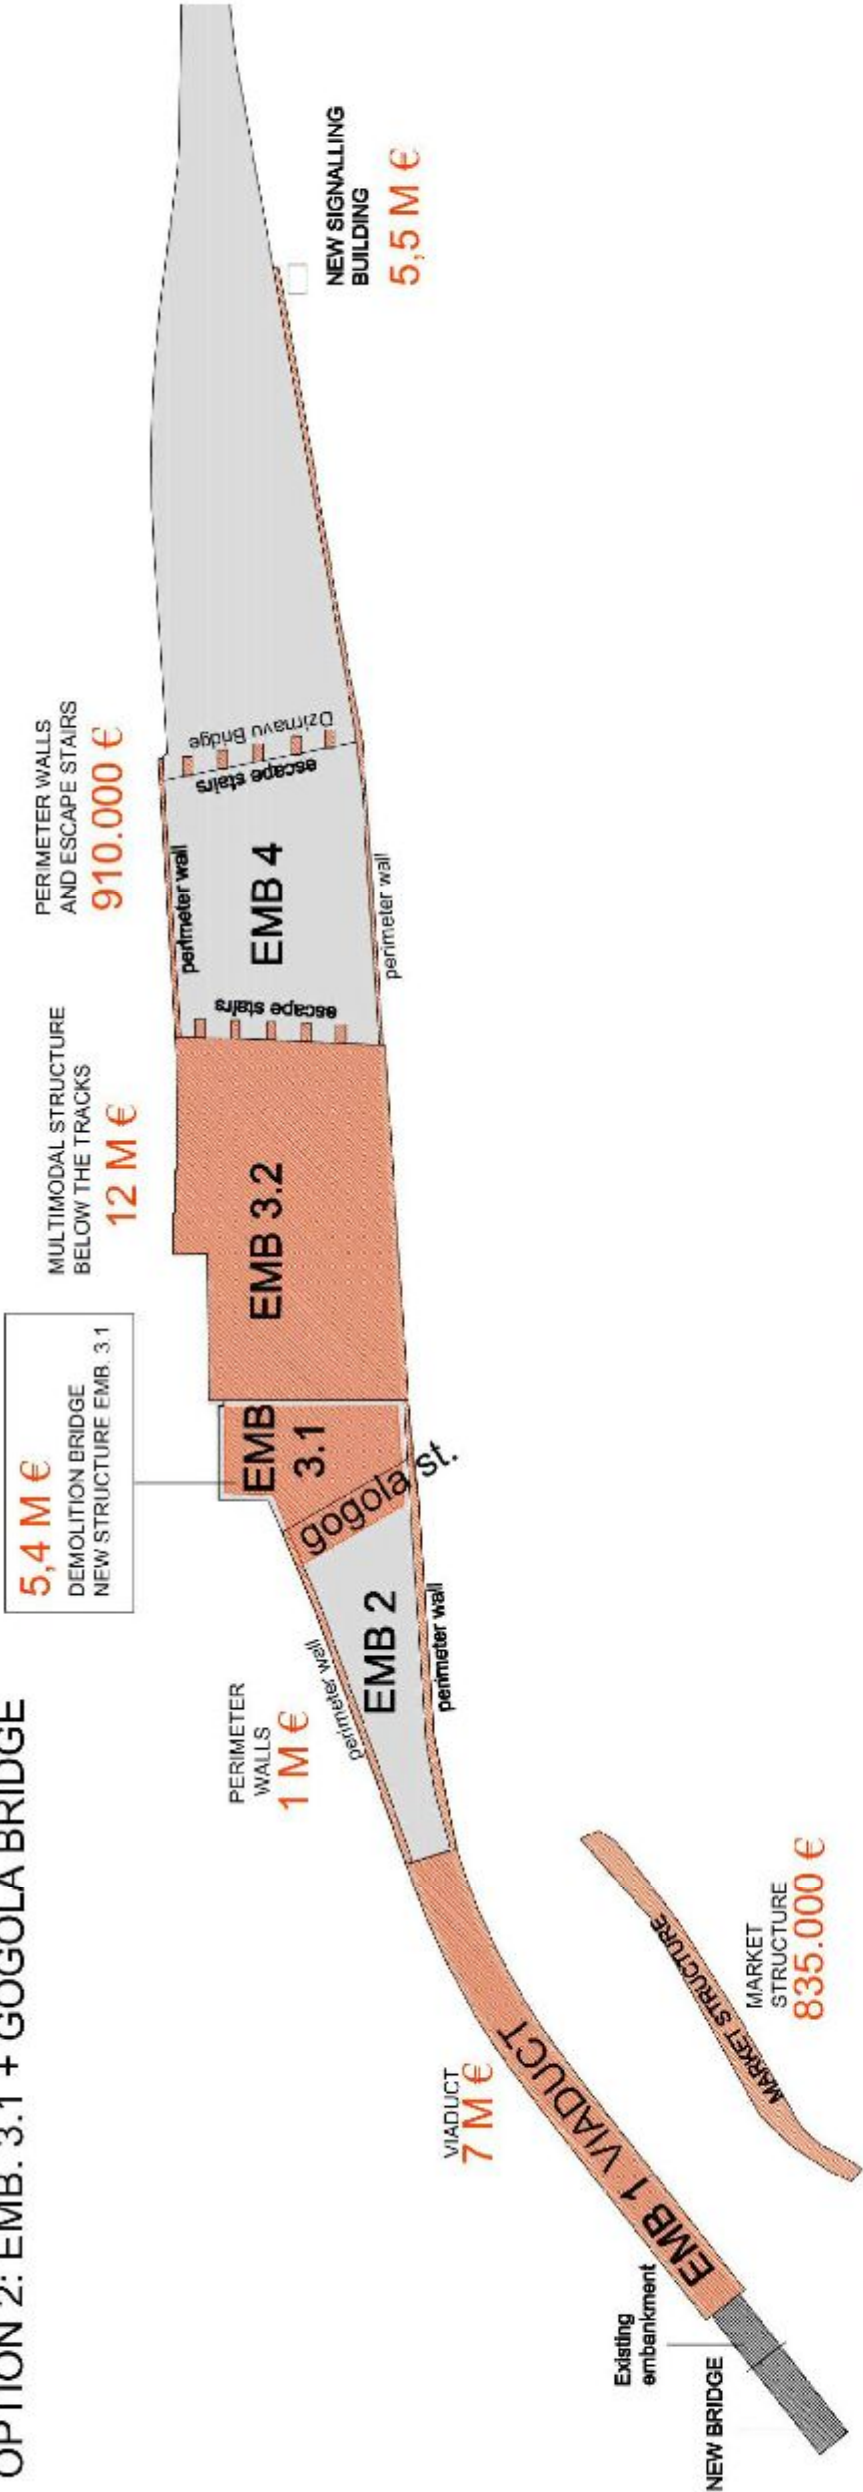 OPTION 2: EMB. 3.1 + GOGOLA BRIDGE
5,4 M €
DEMOLITION BRIDGE
NEW STRUCTURE EMB. 3.1
MULTIMODAL STRUCTURE
BELOW THE TRACKS
12 M €
PERIMETER WALLS
AND ESCAPE STAIRS
910.000 €
PERIMETER
WALLS
1 M €
perimeter wall
EMB 2
perimeter wall
gogola st.
EMB
3.1
EMB 3.2
escape stairs
perimeter wall
EMB 4
perimeter wall
escape stairs
Dzirnavu Bridge
NEW SIGNALLING
BUILDING
5,5 M €
VIADUCT
7 M €
EMB 1 VIADUCT
MARKET STRUCTURE
MARKET
STRUCTURE
835.000 €
Existing
embankment
NEW BRIDGE